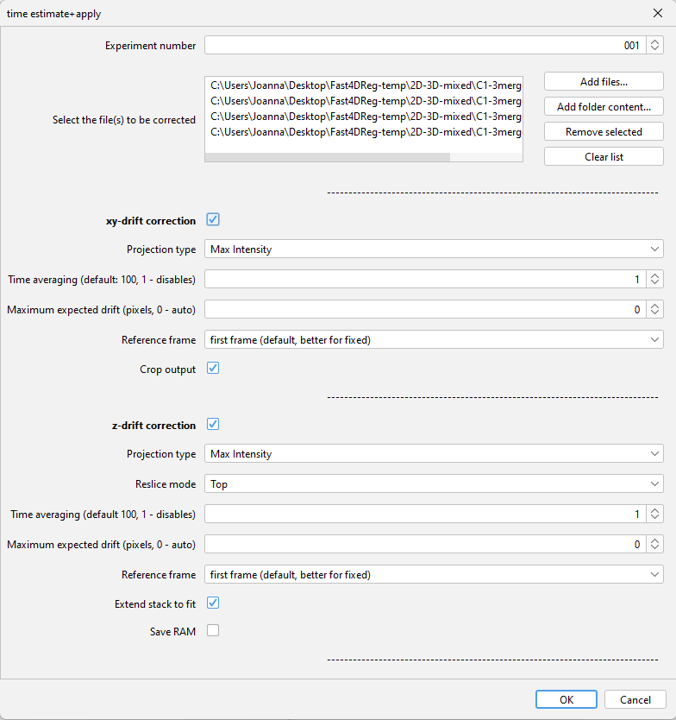 time estimate+apply
Experiment number
001
Select the file(s) to be corrected
C:\Users\Joanna\Desktop\Fast4DReg-temp\2D-3D-mixed\C1-3merg
C:\Users\Joanna\Desktop\Fast4DReg-temp\2D-3D-mixed\C1-3merg
C:\Users\Joanna\Desktop\Fast4DReg-temp\2D-3D-mixed\C1-3merg
C:\Users\Joanna\Desktop\Fast4DReg-temp\2D-3D-mixed\C1-3merg
Add files...
Add folder content...
Remove selected
Clear list
--------------------------------------------------------------------
xy-drift correction
Projection type
Max Intensity
Time averaging (default: 100, 1 - disables)
1
Maximum expected drift (pixels, 0 - auto)
0
Reference frame
first frame (default, better for fixed)
Crop output
--------------------------------------------------------------------
z-drift correction
Projection type
Max Intensity
Reslice mode
Top
Time averaging (default 100, 1 - disables)
1
Maximum expected drift (pixels, 0 - auto)
0
Reference frame
first frame (default, better for fixed)
Extend stack to fit
Save RAM
--------------------------------------------------------------------
OK
Cancel